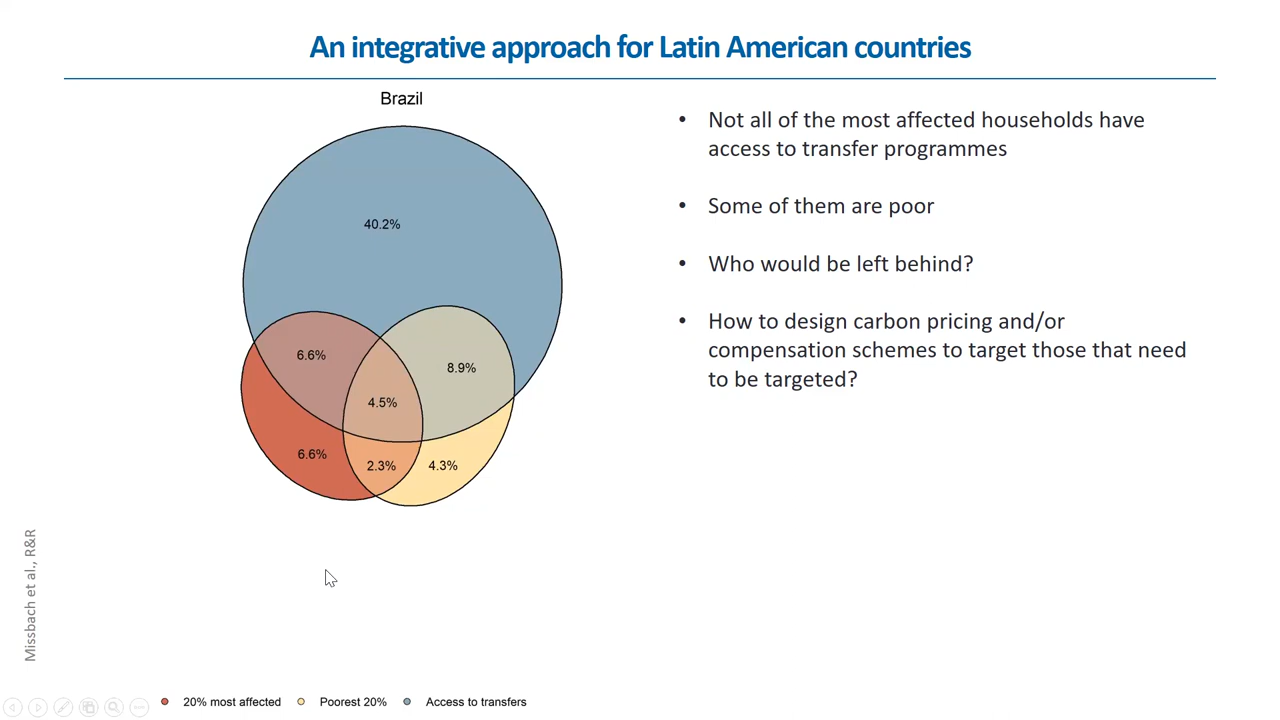 An integrative approach for Latin American countries
Brazil
40.2%
6.6%
8.9%
4.5%
6.6%
2.3%
4.3%
• Not all of the most affected households have
access to transfer programmes
• Some of them are poor
• Who would be left behind?
• How to design carbon pricing and/or
compensation schemes to target those that need
to be targeted?
Missbach et al., R&R
20% most affected
Poorest 20%
Access to transfers